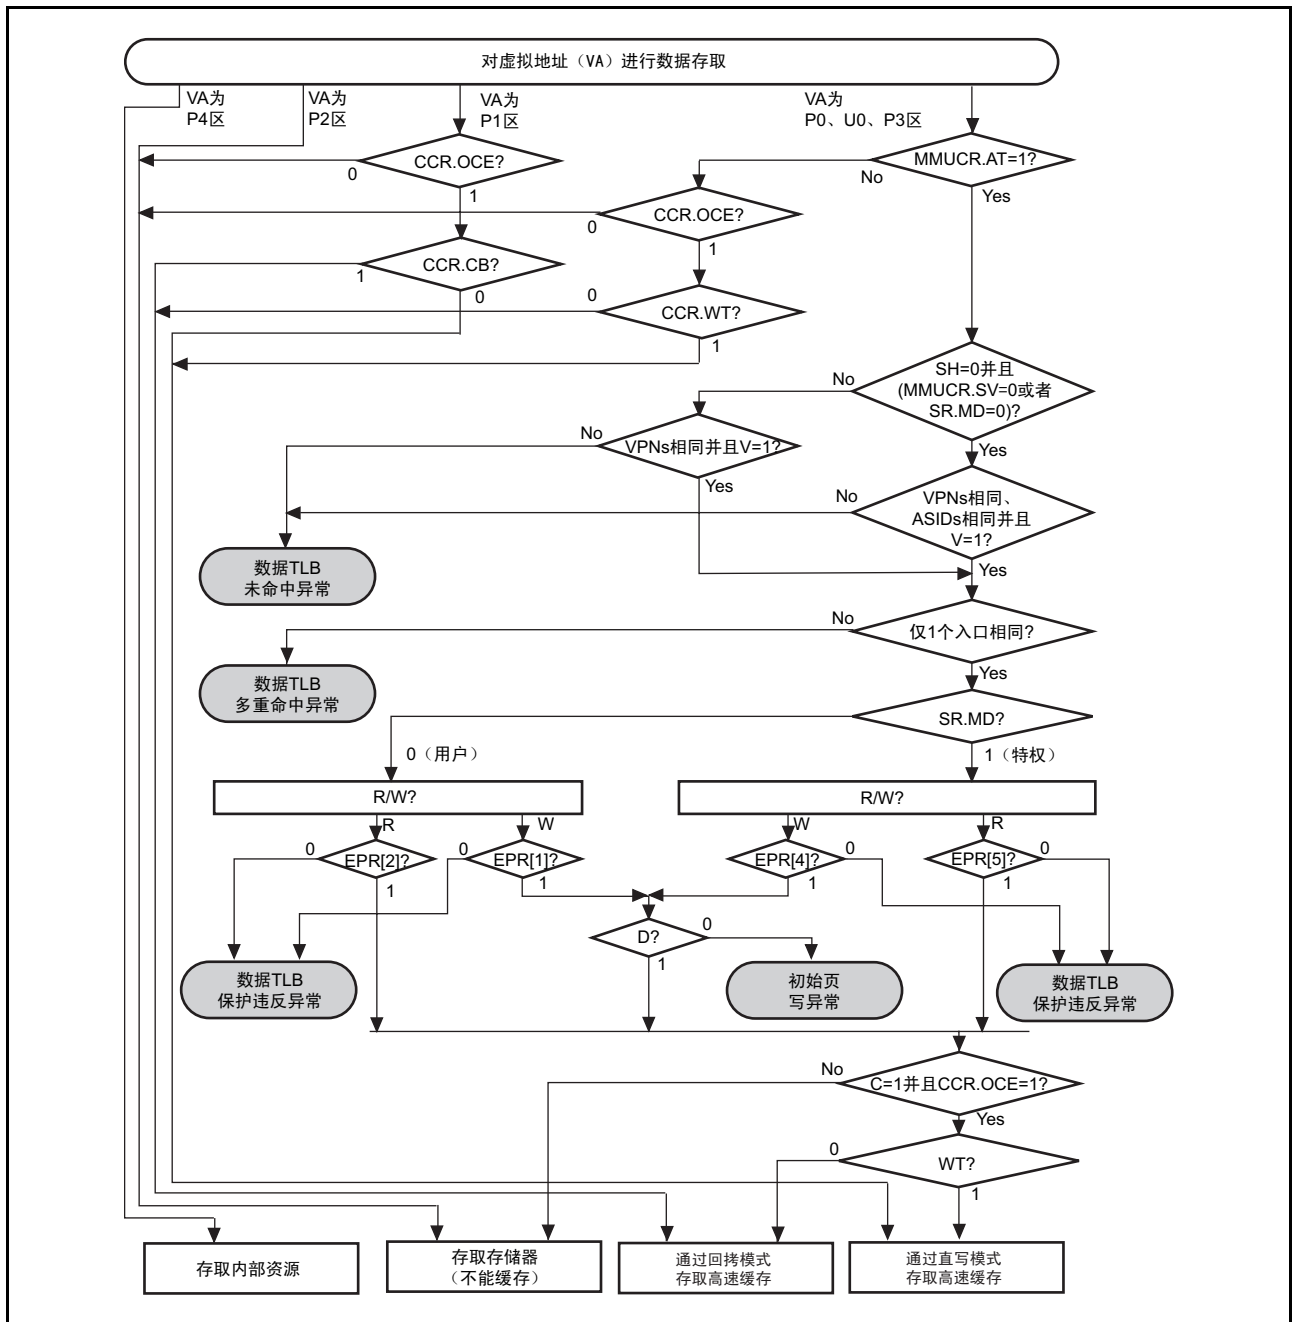 对虚拟地址（VA）进行数据存取
VA为
P4区
VA为
P2区
VA为
P1区
VA为
P0、U0、P3区
CCR.OCE?
0
1
MMUCR.AT=1?
No
Yes
CCR.OCE?
0
1
CCR.CB?
1
0
CCR.WT?
0
1
SH=0并且
(MMUCR.SV=0或者
SR.MD=0)?
No
Yes
VPNs相同并且V=1?
No
Yes
VPNs相同、
ASIDs相同并且
V=1?
No
Yes
数据TLB
未命中异常
仅1个入口相同?
No
Yes
数据TLB
多重命中异常
SR.MD?
0（用户）
1（特权）
R/W?
R/W?
R
W
W
R
EPR[2]?
0
1
EPR[1]?
0
1
EPR[4]?
0
1
EPR[5]?
0
1
D?
0
1
数据TLB
保护违反异常
初始页
写异常
数据TLB
保护违反异常
C=1并且CCR.OCE=1?
No
Yes
WT?
0
1
存取内部资源
存取存储器
（不能缓存）
通过回拷模式
存取高速缓存
通过直写模式
存取高速缓存